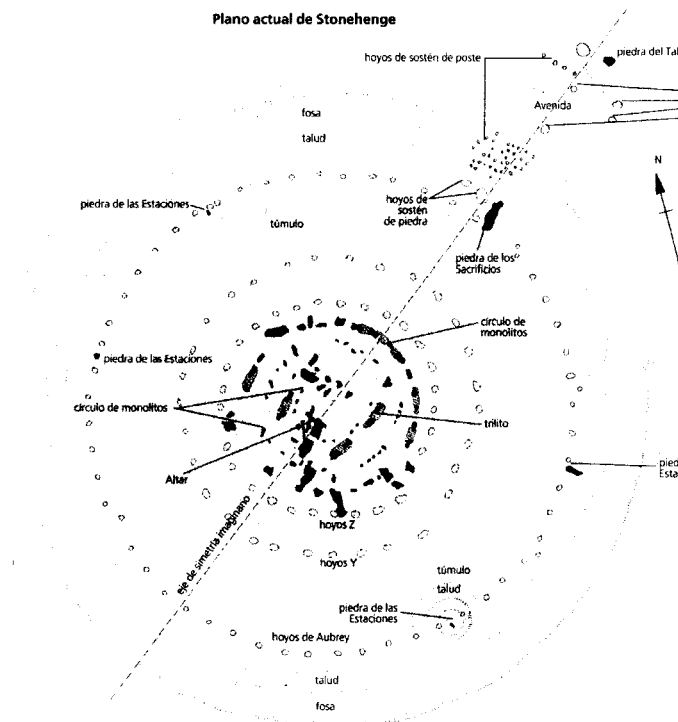 Plano actual de Stonehenge
hoyos de sostén de poste
piedra del Tal
Avenida
fosa
talud
N
piedra de las Estaciones
hoyos de
sostén
de piedra
túmulo
piedra de los
Sacrificios
círculo de
monolitos
piedra de las Estaciones
círculo de monolitos
trilito
Altar
pied
Esta
eje de simetría imaginano
hoyos Z
hoyos Y
túmulo
talud
piedra de las
Estaciones
hoyos de Aubrey
talud
fosa